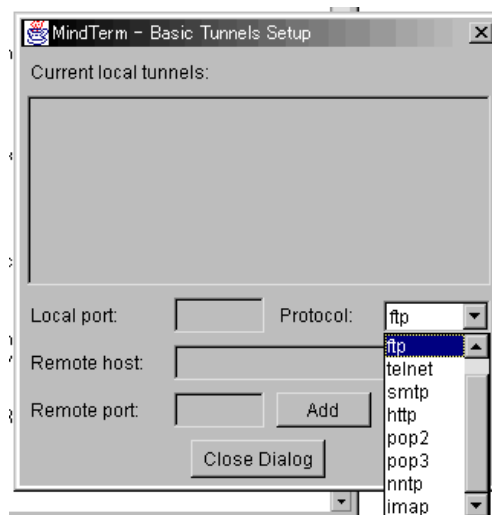 MindTerm - Basic Tunnels Setup
Current local tunnels:
Local port:
Protocol:
ftp
ftp
telnet
smtp
http
pop2
pop3
nntp
imap
Remote host:
Remote port:
Add
Close Dialog